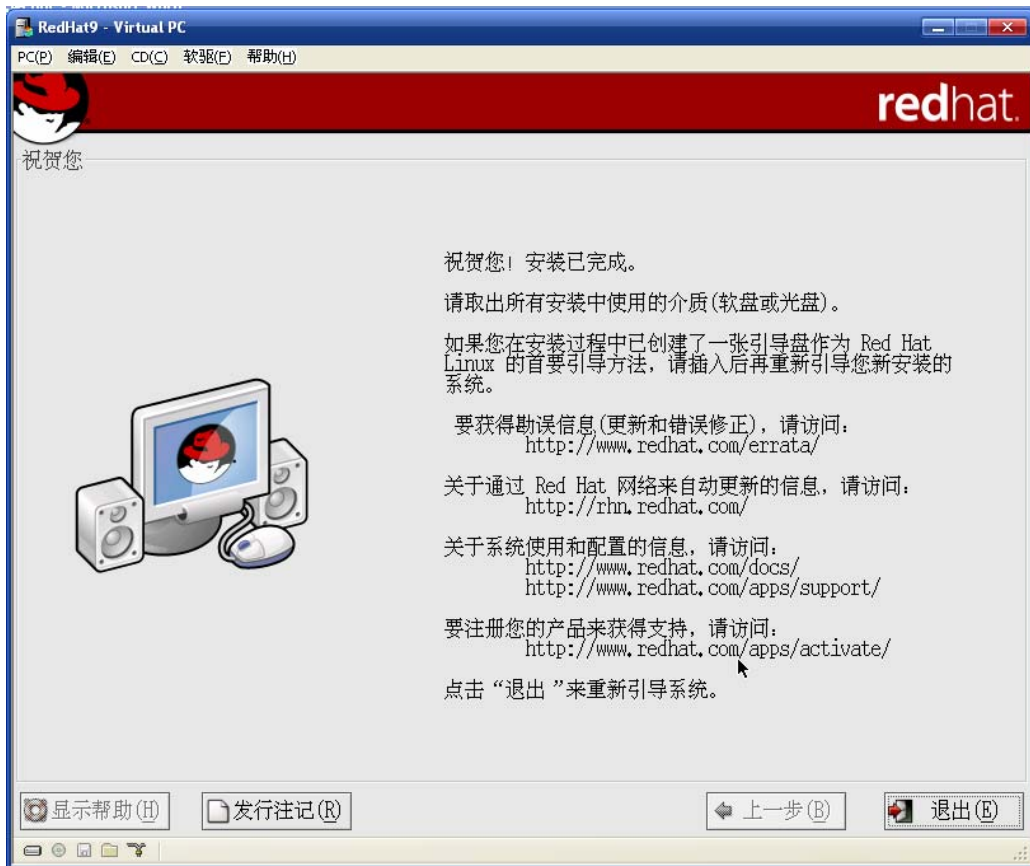 RedHat9 - Virtual PC
PC(P) 编辑(E) CD(C) 软驱(F) 帮助(H)
redhat.
祝贺您
祝贺您! 安装已完成。
请取出所有安装中使用的介质(软盘或光盘)。
如果您在安装过程中已创建了一张引导盘作为 Red Hat
Linux 的首要引导方法, 请插入后再重新引导您新安装的
系统。
要获得勘误信息(更新和错误修正), 请访问:
http://www.redhat.com/errata/
关于通过 Red Hat 网络来自动更新的信息, 请访问:
http://rhn.redhat.com/
关于系统使用和配置的信息, 请访问:
http://www.redhat.com/docs/
http://www.redhat.com/apps/support/
要注册您的产品来获得支持, 请访问:
http://www.redhat.com/apps/activate/
点击 “退出 ”来重新引导系统。
显示帮助(H) 发行注记(R) 上一步(B) 退出(E)